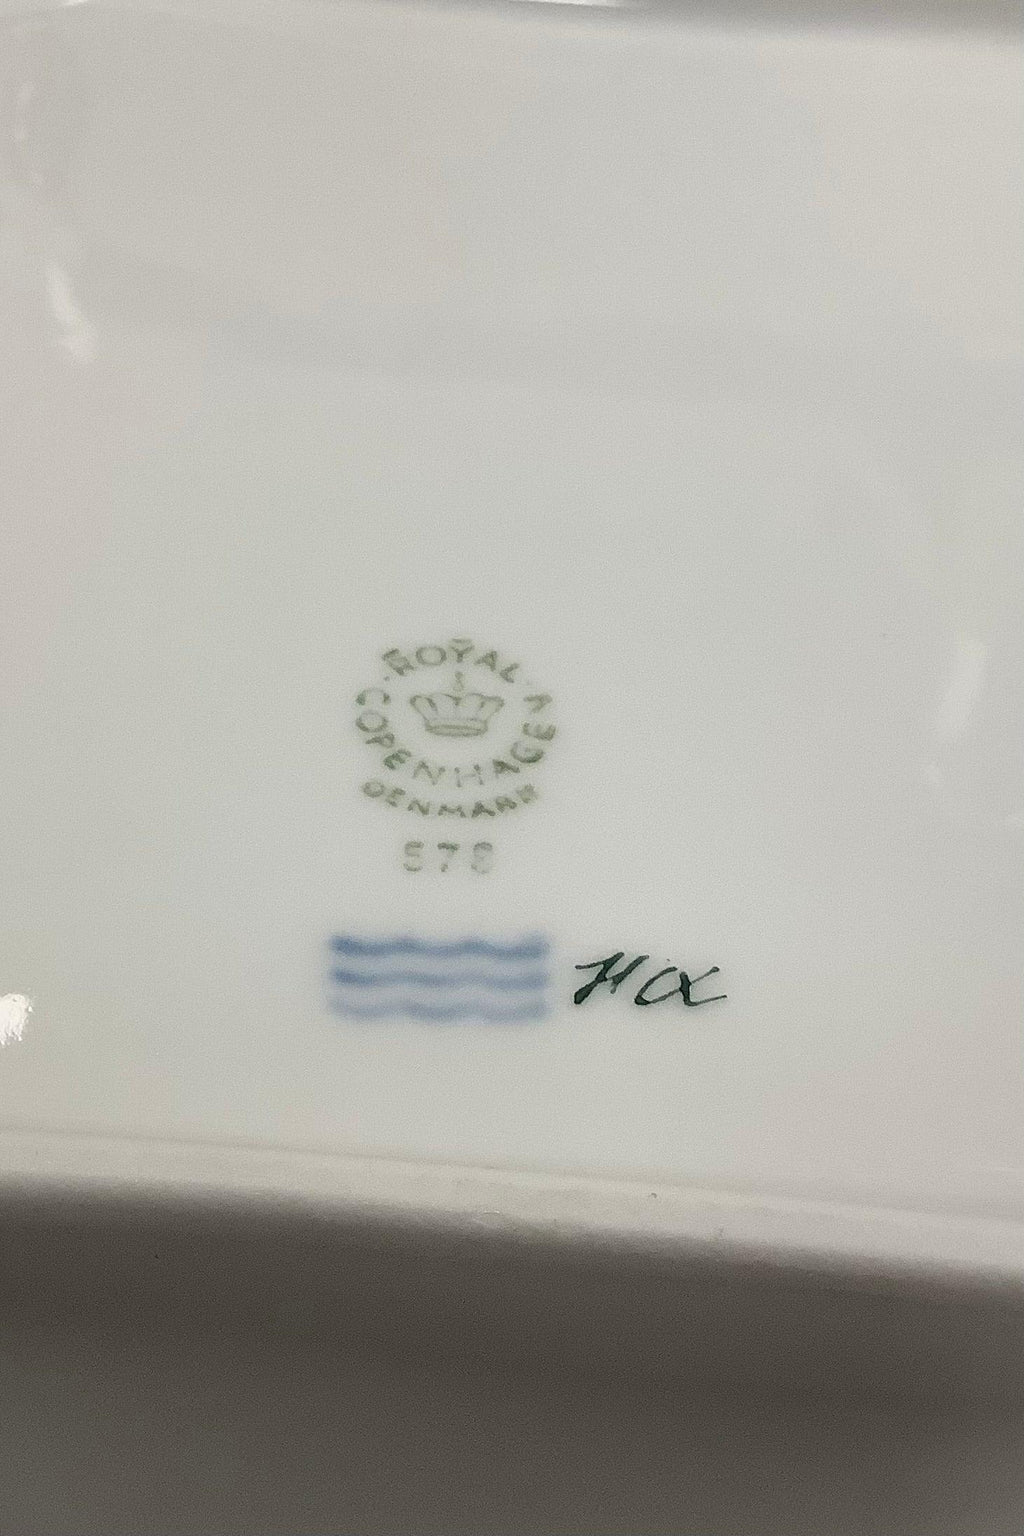 ROYAL
COPENHAGEN
DENMARK
578